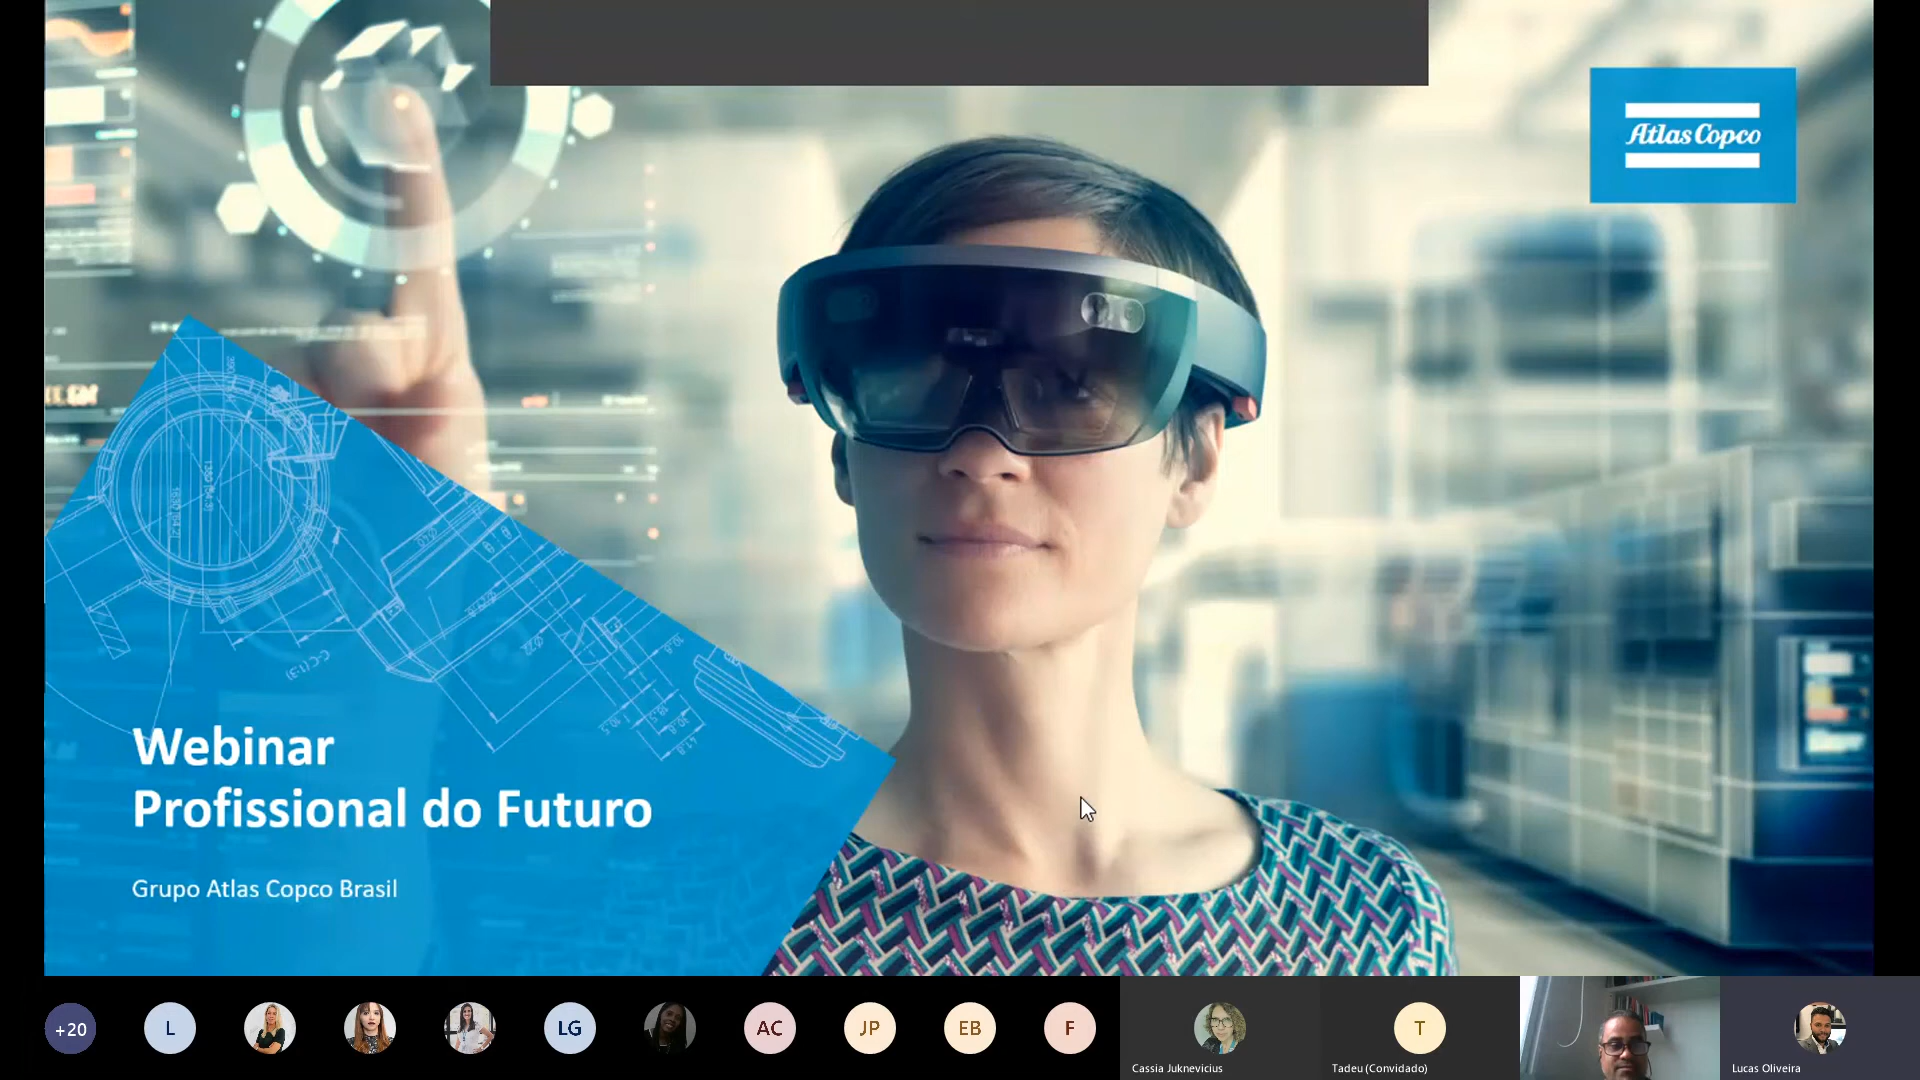 Atlas Copco
Webinar
Profissional do Futuro
Grupo Atlas Copco Brasil
+20
L
LG
AC
JP
EB
F
T
Cassia Juknevicius
Tadeu (Convidado)
Lucas Oliveira